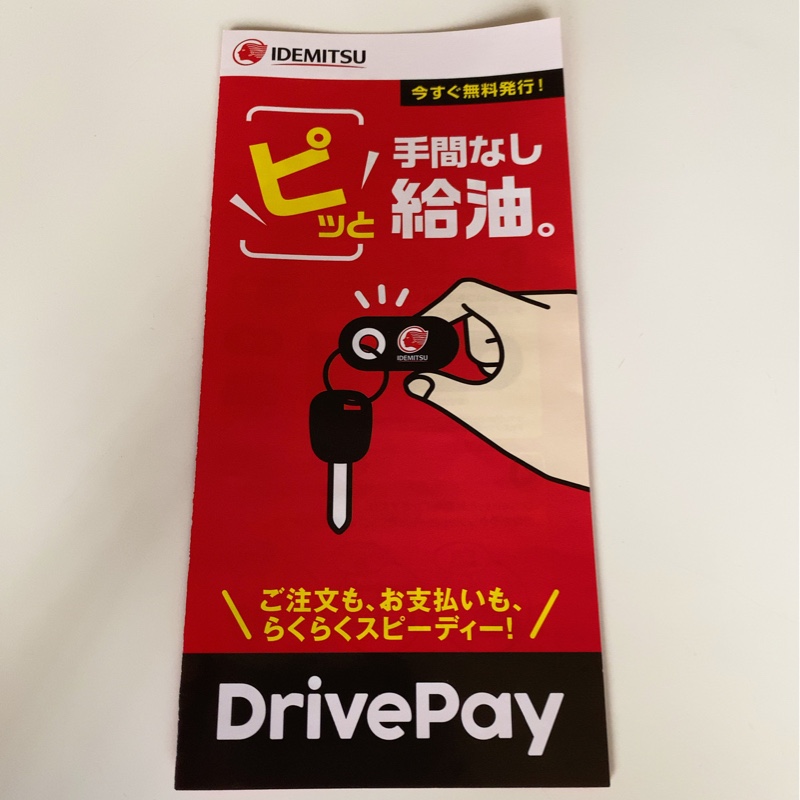 IDEMITSU
今すぐ無料発行!
ピッと
手間なし
給油。
IDEMITSU
ご注文も、お支払いも、
らくらくスピーディー!
DrivePay